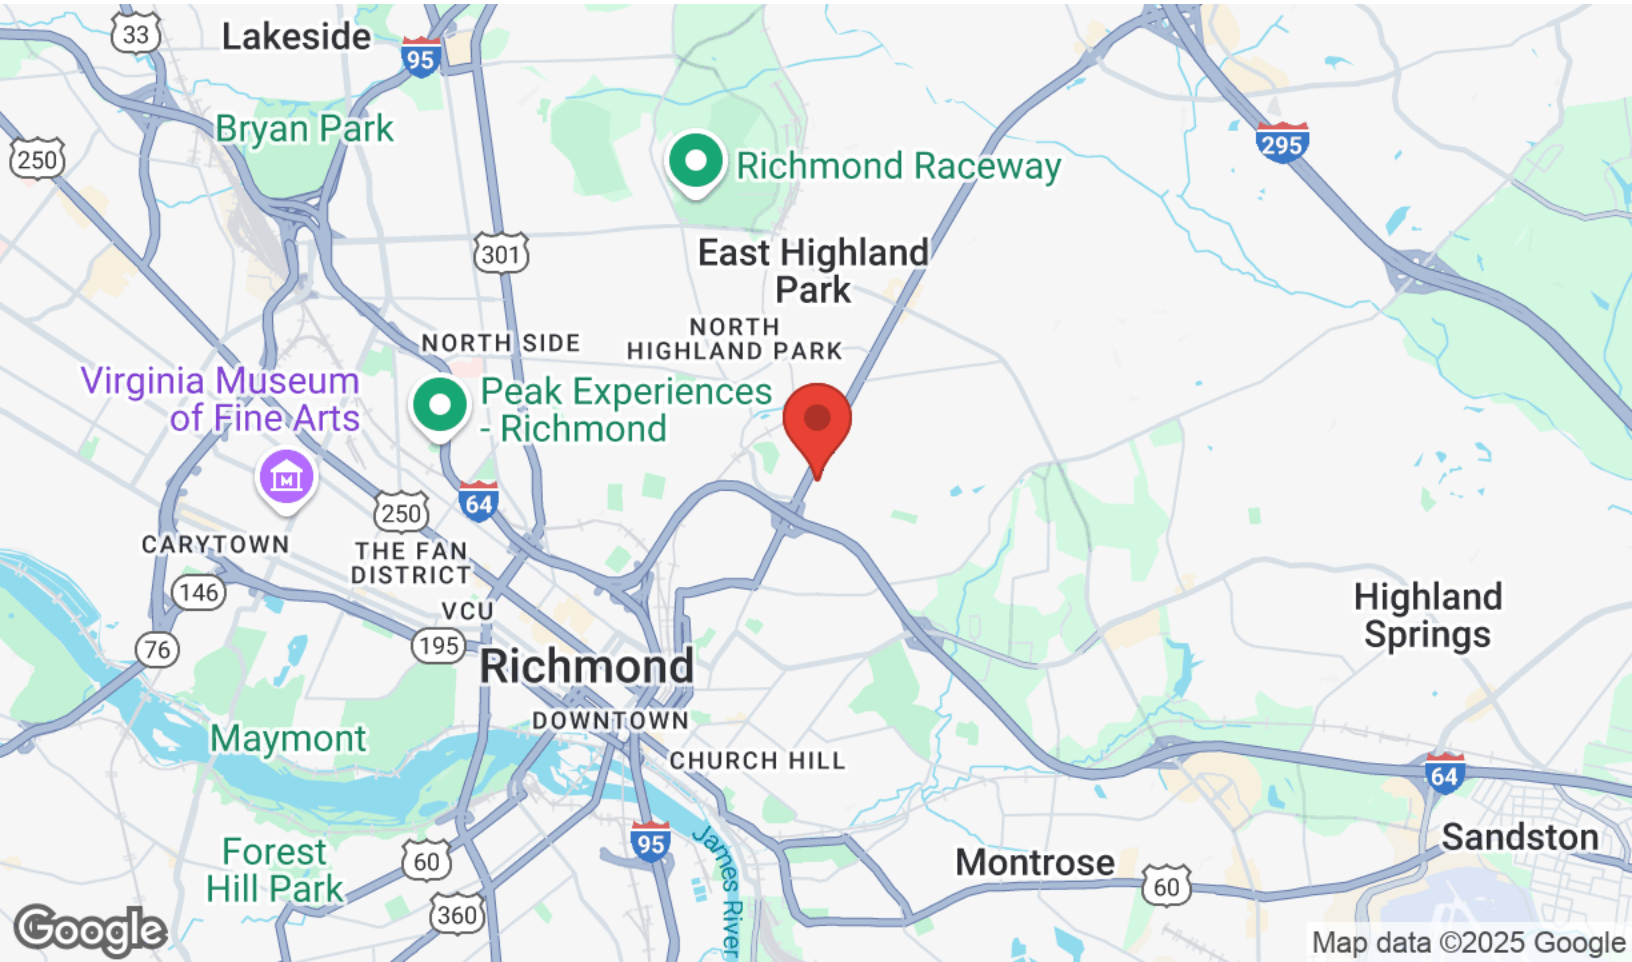 33
Lakeside
95
Bryan Park
250
295
Richmond Raceway
301
East Highland
Park
NORTH
HIGHLAND PARK
NORTH SIDE
Virginia Museum
of Fine Arts
Peak Experiences
- Richmond
M
64
250
CARYTOWN
THE FAN
DISTRICT
146
VCU
Highland
Springs
76
195
Richmond
DOWNTOWN
Maymont
CHURCH HILL
64
James River
95
Forest
Hill Park
60
Montrose
60
Sandston
360
Google
Map data ©2025 Google